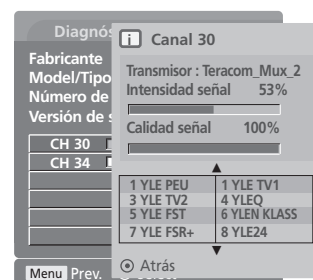 Diagnós
Fabricante
Model/Tipo
Número de
Versión de s
CH 30
CH 34
Menu Prev.
i Canal 30
Transmisor : Teracom_Mux_2
Intensidad señal 53%
Calidad señal 100%
1 YLE PEU 1 YLE TV1
3 YLE TV2 4 YLEQ
5 YLE FST 6 YLEN KLASS
7 YLE FSR+ 8 YLE24
Atrás